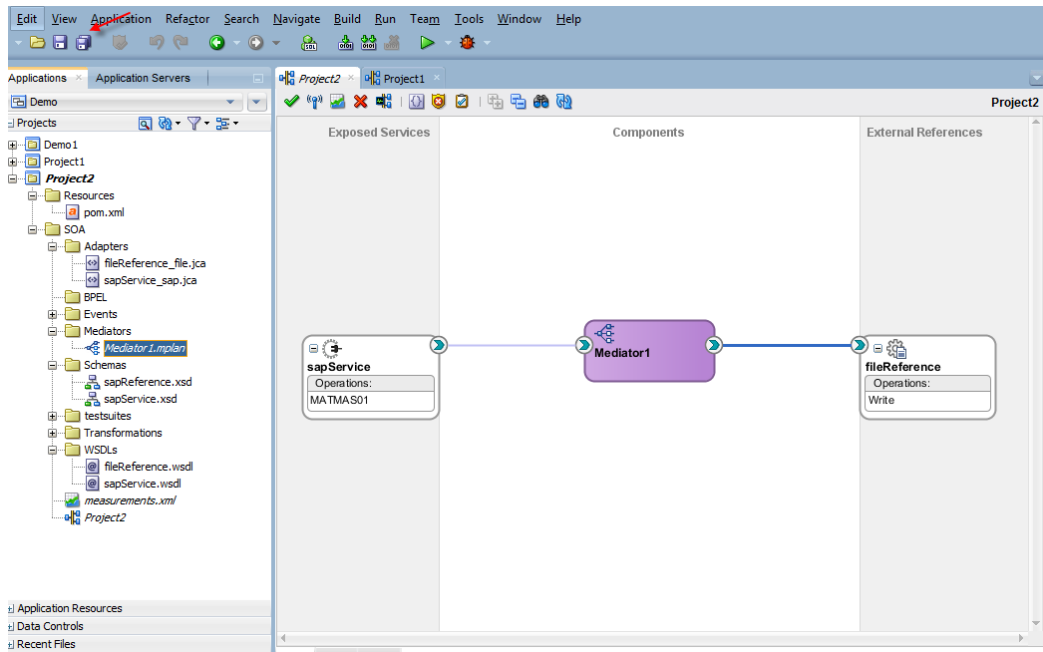 Edit View Application Refactor Search Navigate Build Run Team Tools Window Help
Applications Application Servers
Project2 Project1
Demo
Project2
Projects
Exposed Services Components External References
Demo1
Project1
Project2
Resources
pom.xml
SOA
Adapters
fileReference_file.jca
sapService_sap.jca
BPEL
Events
Mediators
Mediator1.mplan
Schemas
sapReference.xsd
sapService.xsd
testsuites
Transformations
WSDLs
fileReference.wsdl
sapService.wsdl
measurements.xml
Project2
sapService
Operations:
MATMAS01
Mediator1
fileReference
Operations:
Write
Application Resources
Data Controls
Recent Files